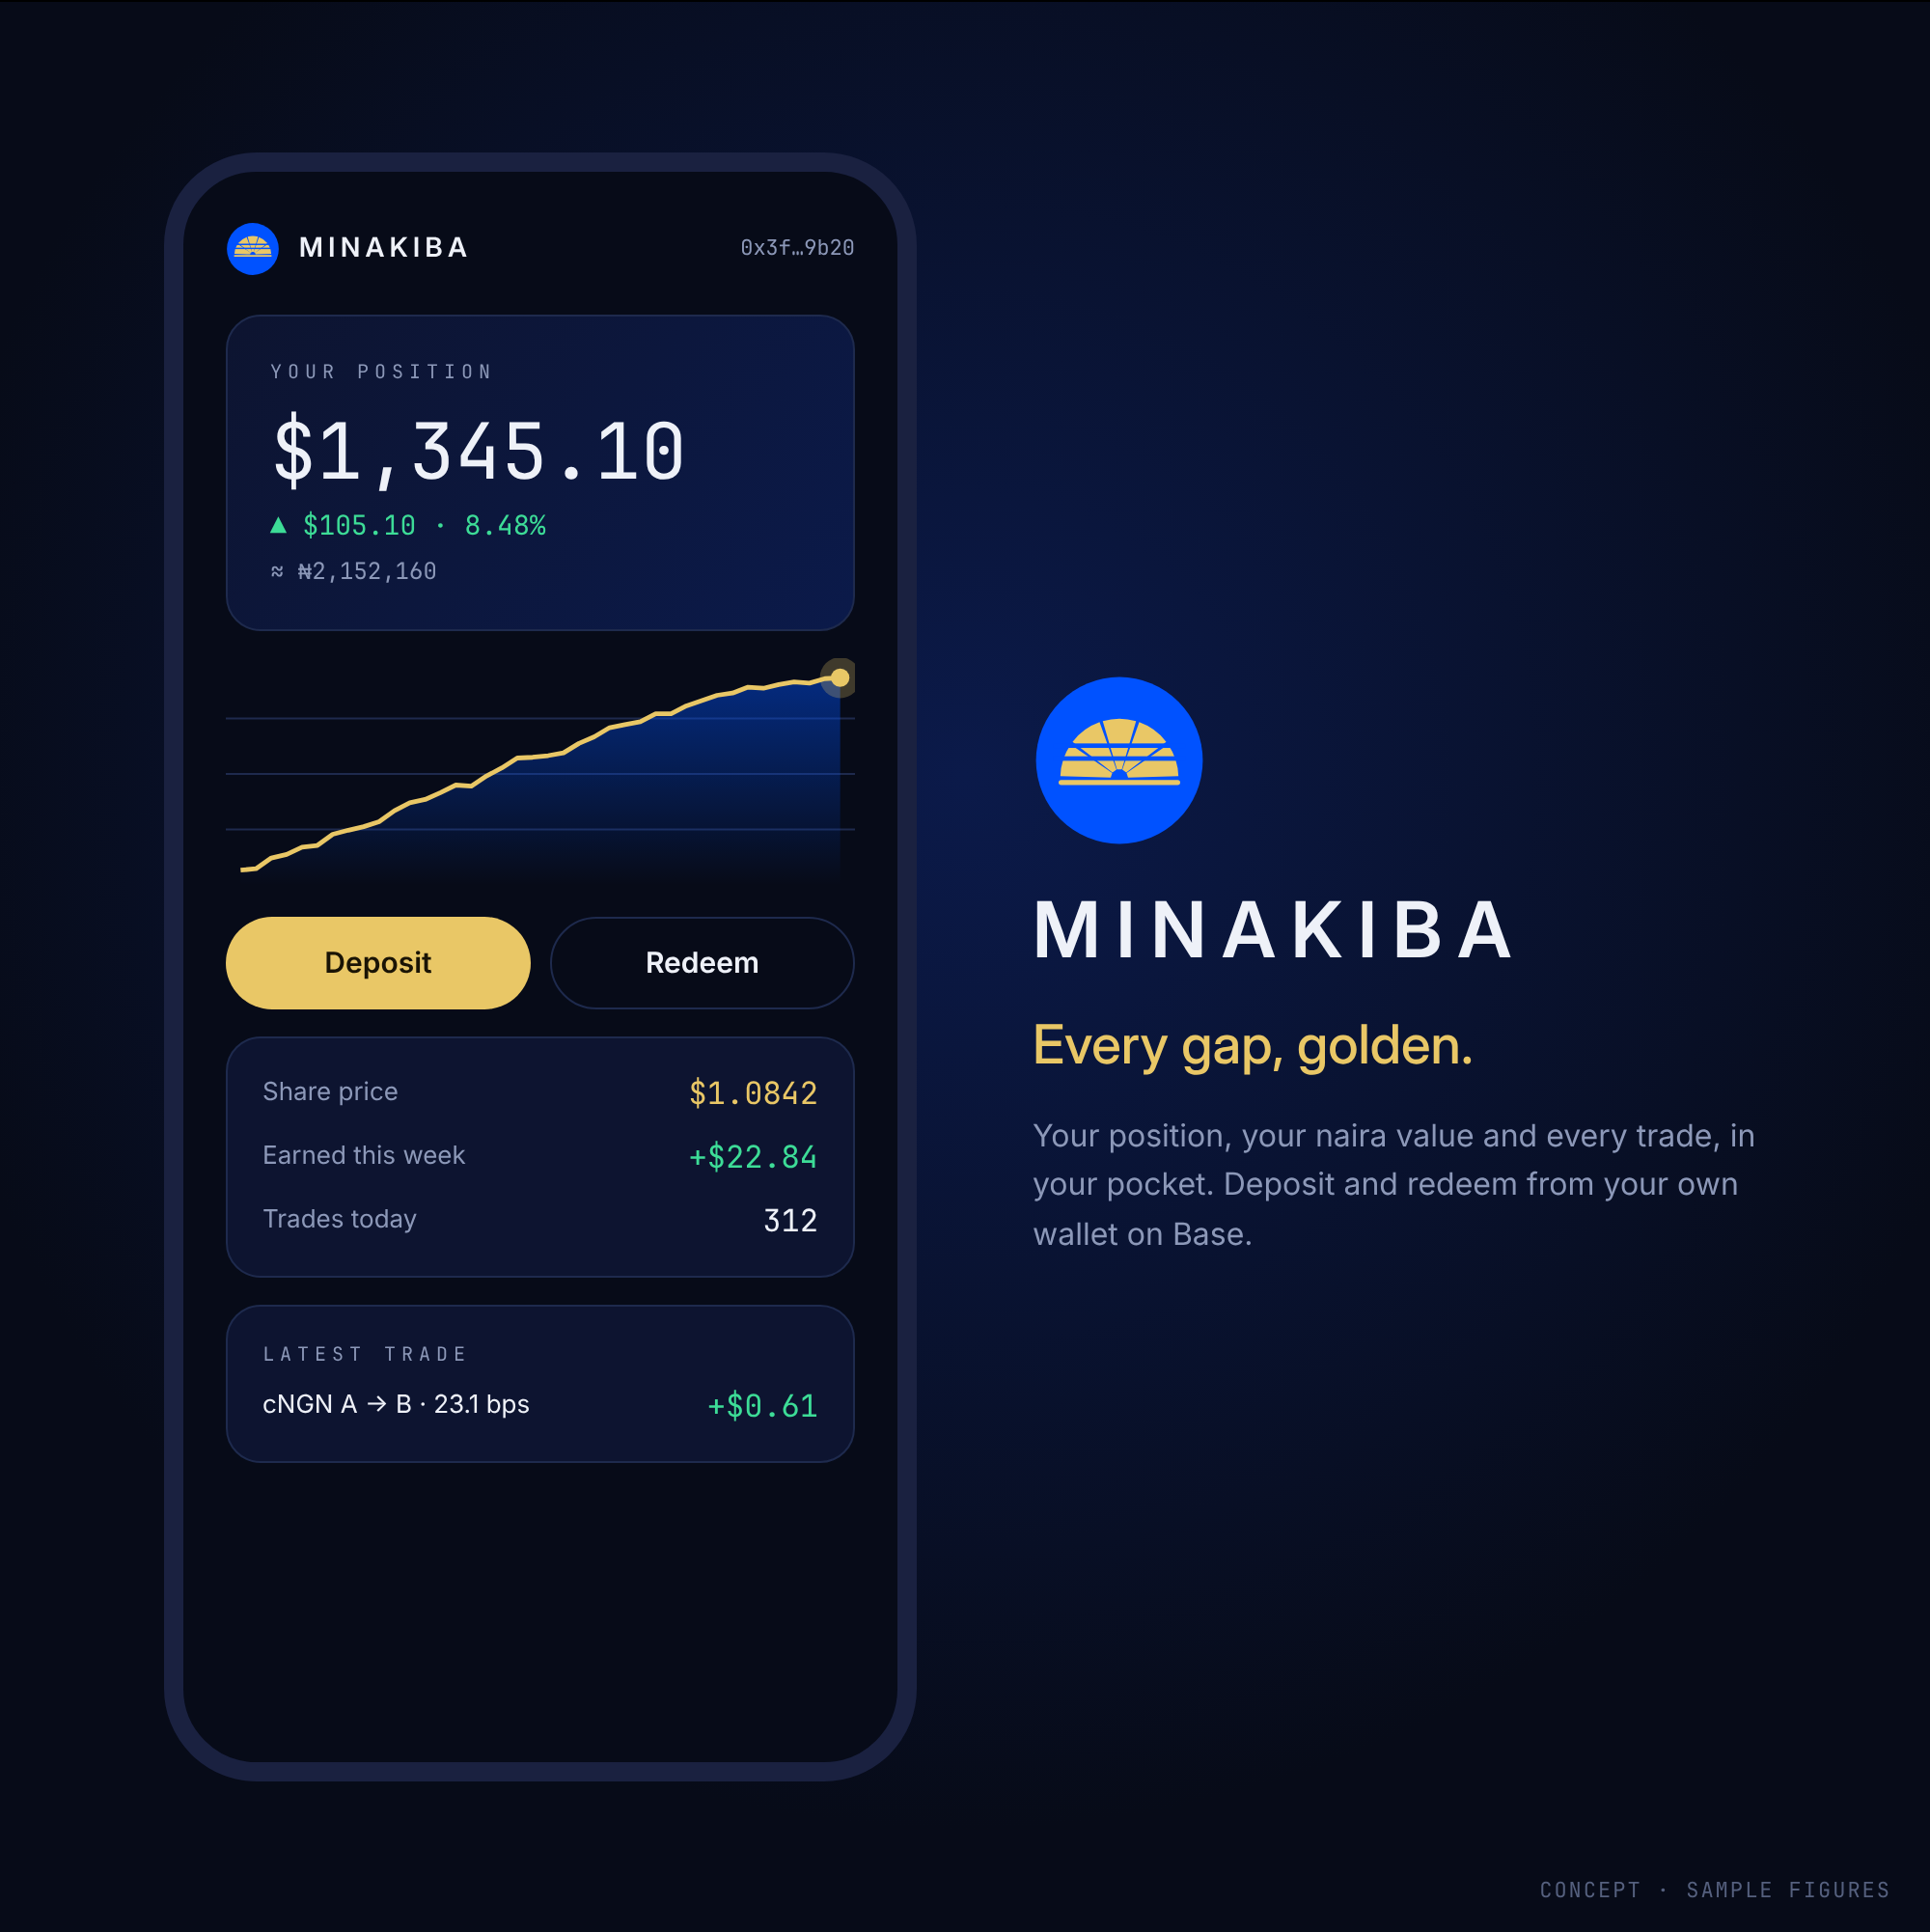 MINAKIBA
0x3f…9b20
YOUR POSITION
$1,345.10
▲ $105.10 · 8.48%
≈ ₦2,152,160
Deposit
Redeem
Share price
$1.0842
Earned this week
+$22.84
Trades today
312
LATEST TRADE
cNGN A → B · 23.1 bps
+$0.61
MINAKIBA
Every gap, golden.
Your position, your naira value and every trade, in
your pocket. Deposit and redeem from your own
wallet on Base.
CONCEPT · SAMPLE FIGURES